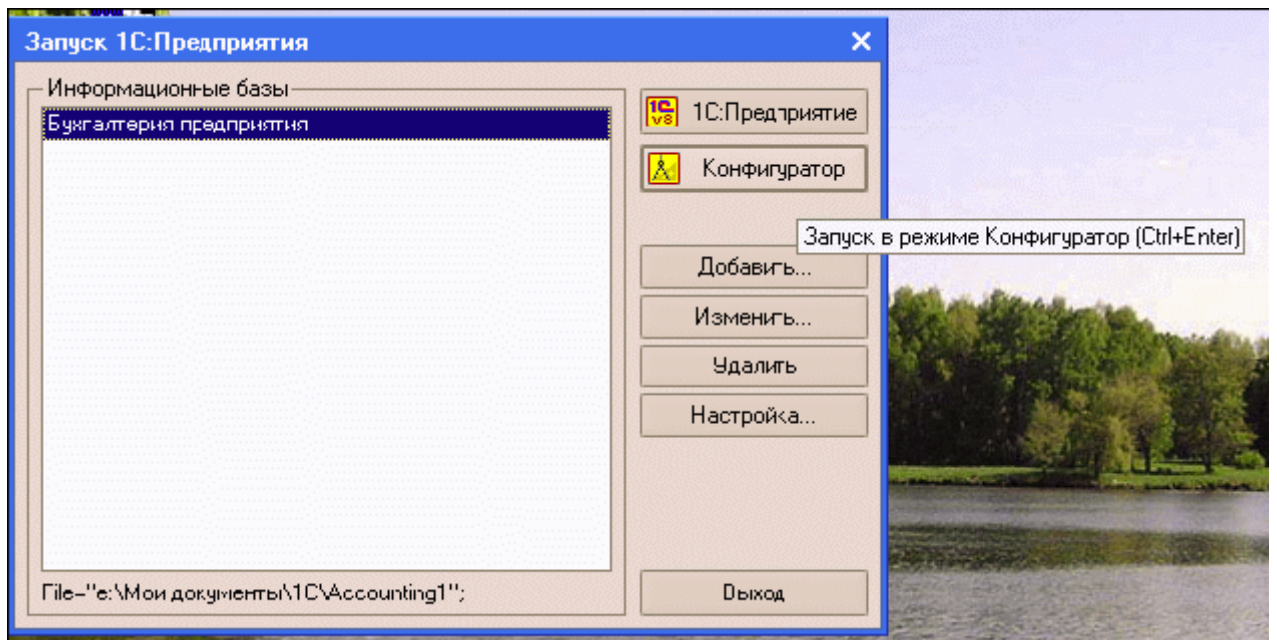 Запуск 1С:Предприятия
Информационные базы
Бухгалтерия предприятия
1С:Предприятие
Конфигуратор
Запуск в режиме Конфигуратор (Ctrl+Enter)
Добавить...
Изменить...
Удалить
Настройка...
File="e:\Мои документы\1C\Accounting1";
Выход